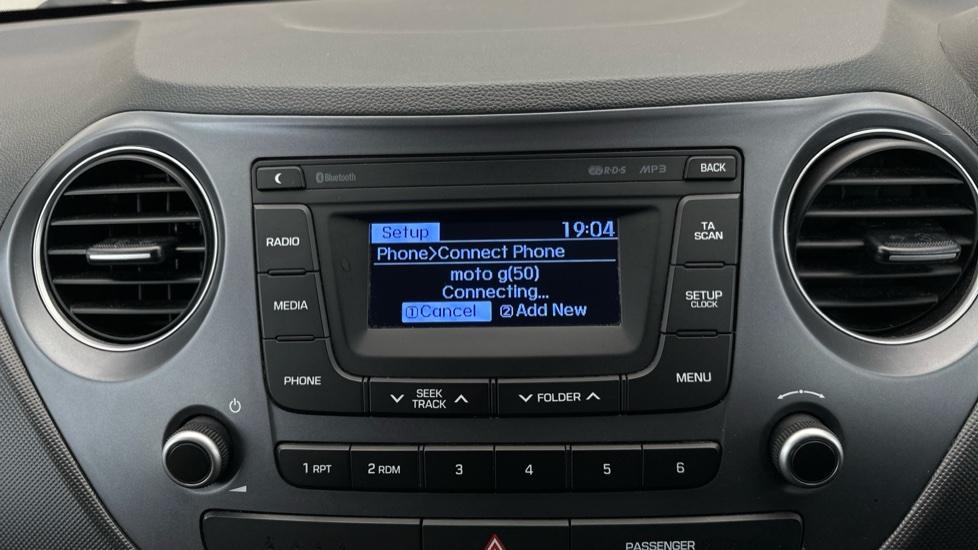 Bluetooth R·D·S MP3 BACK
RADIO
MEDIA
PHONE
Setup 19:04
Phone>Connect Phone
moto g(50)
Connecting...
①Cancel ②Add New
TA
SCAN
SETUP
CLOCK
MENU
SEEK
TRACK
FOLDER
1 RPT 2 RDM 3 4 5 6
PASSENGER